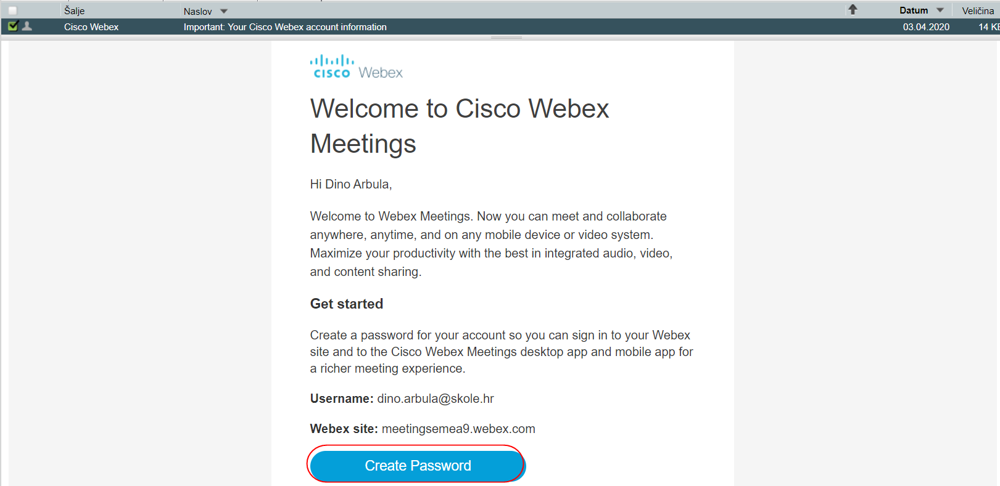 Šalje Naslov Datum Veličina
Cisco Webex Important: Your Cisco Webex account information 03.04.2020 14 KB
CISCO Webex
Welcome to Cisco Webex
Meetings
Hi Dino Arbula,
Welcome to Webex Meetings. Now you can meet and collaborate
anywhere, anytime, and on any mobile device or video system.
Maximize your productivity with the best in integrated audio, video,
and content sharing.
Get started
Create a password for your account so you can sign in to your Webex
site and to the Cisco Webex Meetings desktop app and mobile app for
a richer meeting experience.
Username: dino.arbula@skole.hr
Webex site: meetingsemea9.webex.com
Create Password